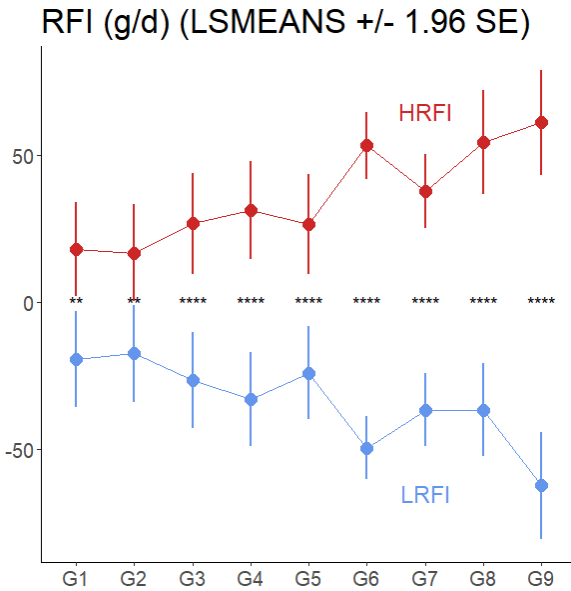 RFI (g/d) (LSMEANS +/- 1.96 SE)
HRFI
50
0
** ** **** **** **** **** **** **** ****
-50
LRFI
G1 G2 G3 G4 G5 G6 G7 G8 G9